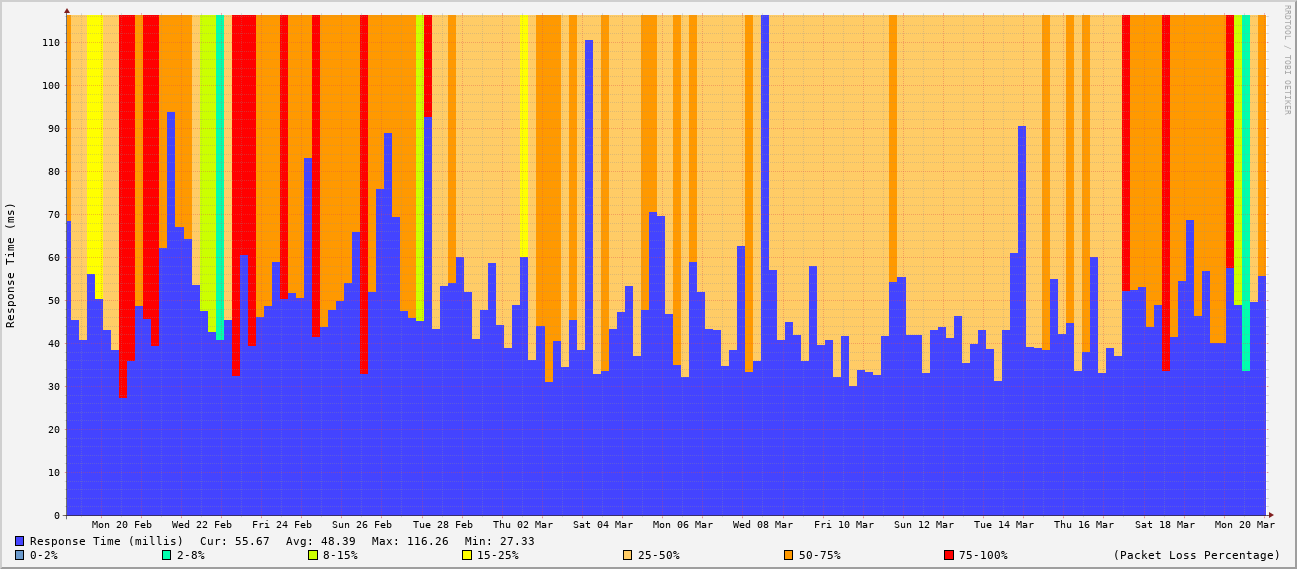 RRDTOOL / TOBI OETIKER
Response Time (ms)
110
100
90
80
70
60
50
40
30
20
10
0
Mon 20 Feb Wed 22 Feb Fri 24 Feb Sun 26 Feb Tue 28 Feb Thu 02 Mar Sat 04 Mar Mon 06 Mar Wed 08 Mar Fri 10 Mar Sun 12 Mar Tue 14 Mar Thu 16 Mar Sat 18 Mar Mon 20 Mar
Response Time (millis) Cur: 55.67 Avg: 48.39 Max: 116.26 Min: 27.33
0-2% 2-8% 8-15% 15-25% 25-50% 50-75% 75-100% (Packet Loss Percentage)